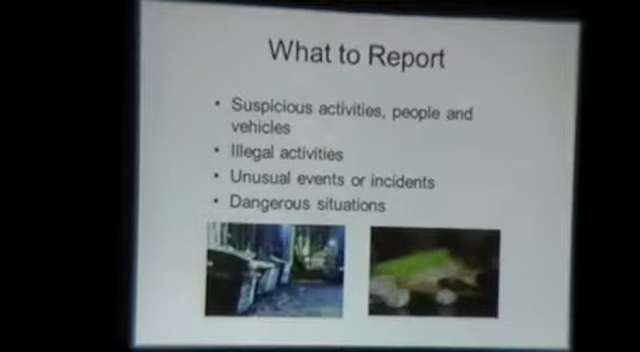 What to Report
• Suspicious activities, people and
vehicles
• Illegal activities
• Unusual events or incidents
• Dangerous situations